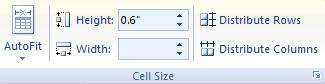 AutoFit
Height: 0.6"
Width:
Distribute Rows
Distribute Columns
Cell Size